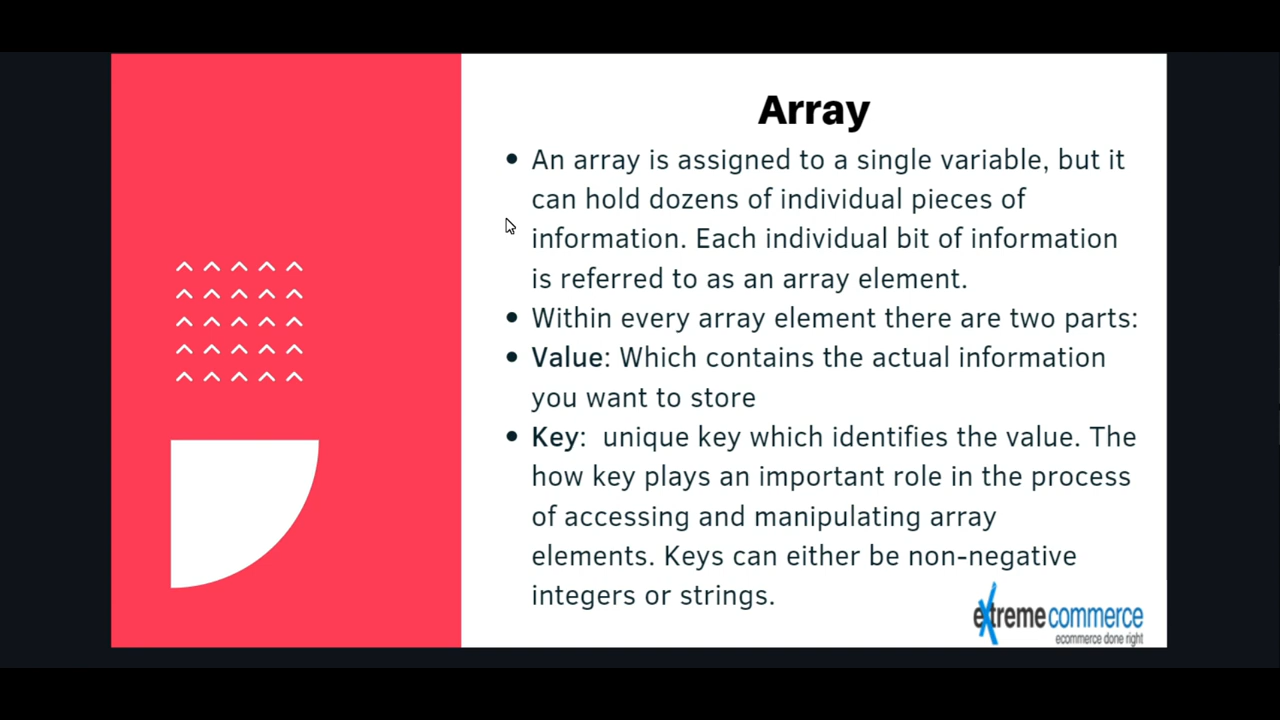 Array
• An array is assigned to a single variable, but it
can hold dozens of individual pieces of
information. Each individual bit of information
is referred to as an array element.
• Within every array element there are two parts:
• Value: Which contains the actual information
you want to store
• Key:  unique key which identifies the value. The
how key plays an important role in the process
of accessing and manipulating array
elements. Keys can either be non-negative
integers or strings.
extreme commerce
ecommerce done right